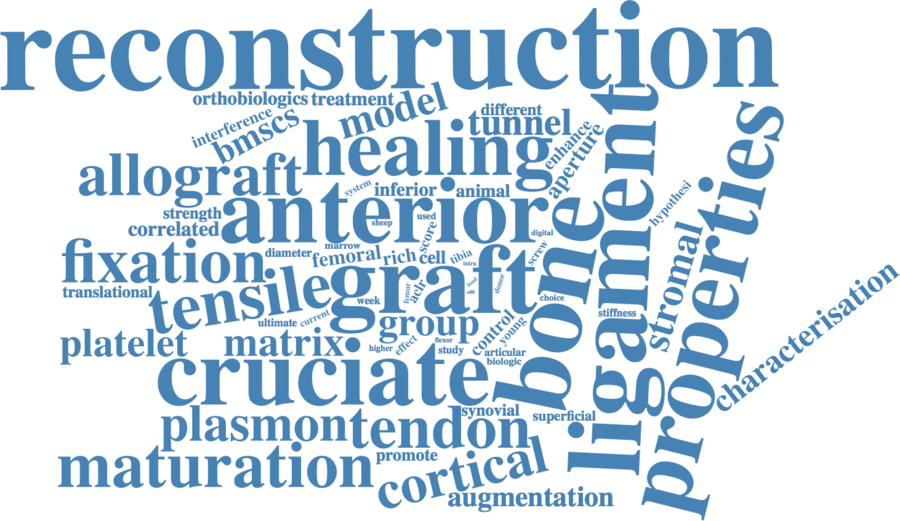 reconstruction
orthobiologics treatment
model
different
interference
bmscs
tunnel
healing
enhance
aperture
ligament
properties
allograft
system
inferior
animal
hypothesi
strength
anterior
sheep
used
bone
correlated
score
digital
stromal
marrow
fixation
diameter
femoral
rich
cell
tibia
intra
screw
characterisation
translational
tensile
graft
week
femur
aclr
donor
choice
ultimate
current
group
control
young
stiffness
platelet
matrix
higher
effect
flexor
study
articular
biologic
cruciate
synovial
superficial
plasmon
tendon
maturation
promote
cortical
augmentation